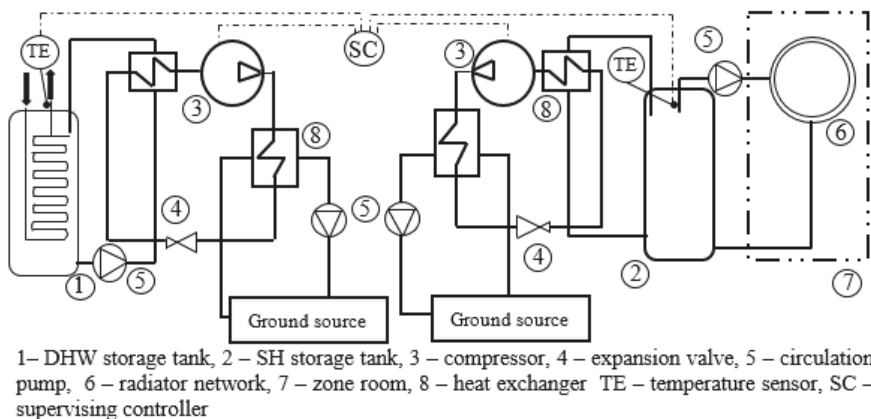 TE
SC
3
5
TE
3
8
8
6
4
5
4
1
5
2
7
Ground source
Ground source
1– DHW storage tank, 2 – SH storage tank, 3 – compressor, 4 – expansion valve, 5 – circulation
pump, 6 – radiator network, 7 – zone room, 8 – heat exchanger TE – temperature sensor, SC –
supervising controller